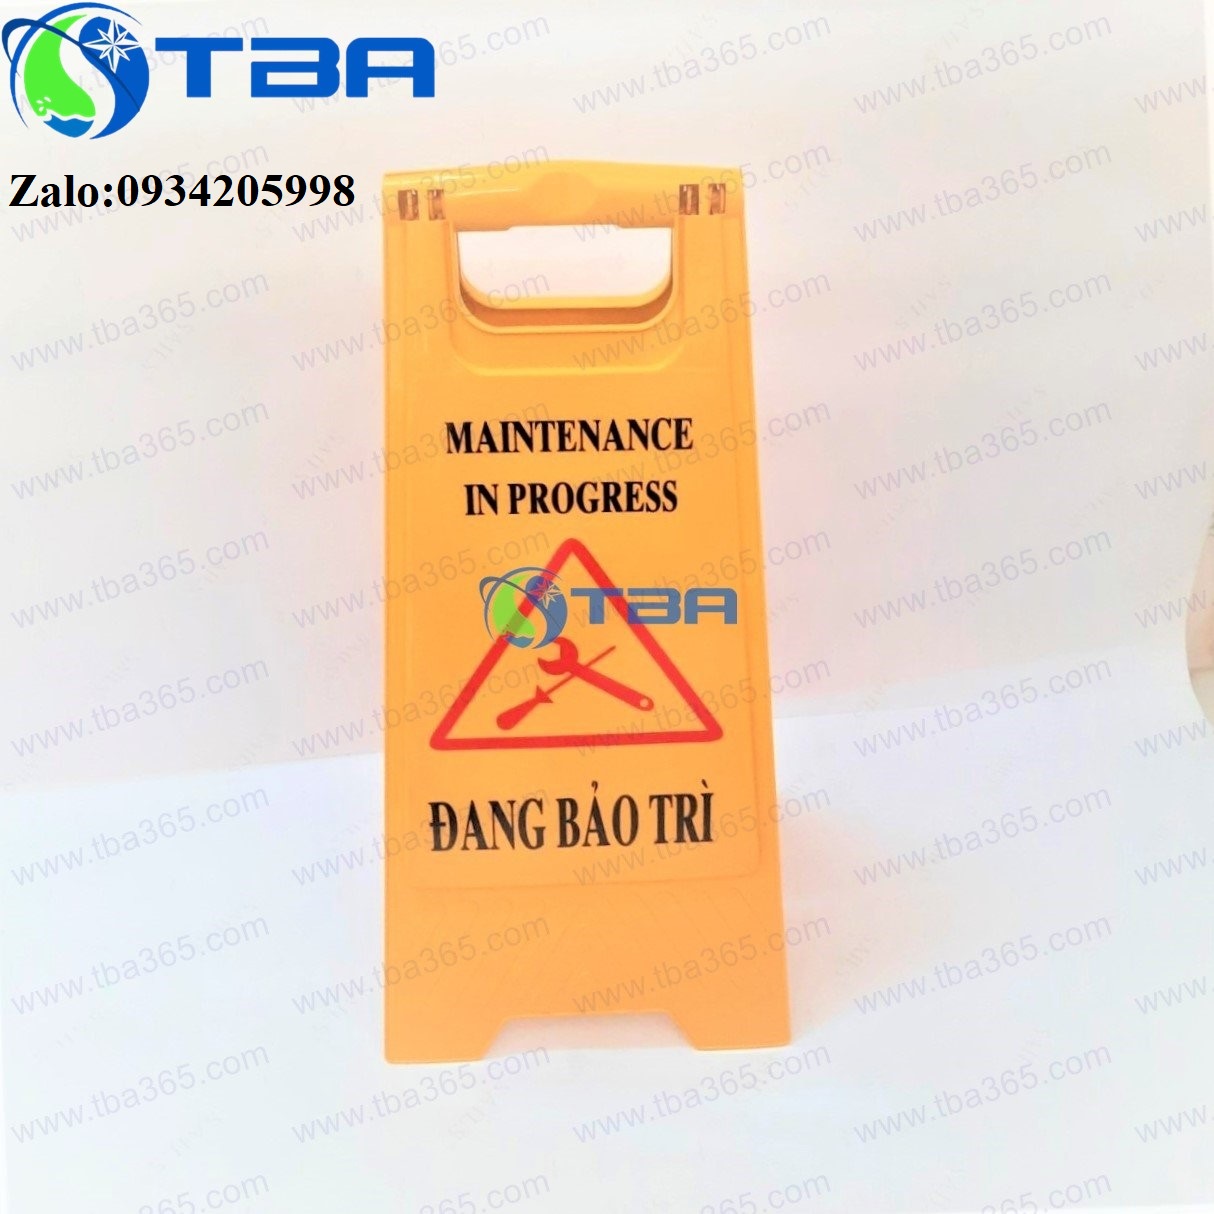 TBA
Zalo:0934205998
MAINTENANCE
IN PROGRESS
TBA
ĐANG BẢO TRÌ
www.tba365.com